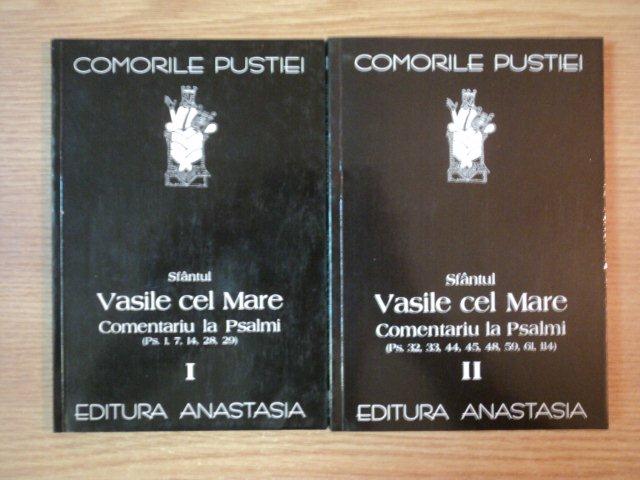 COMORILE PUSTIEI
Sfântul
Vasile cel Mare
Comentariu la Psalmi
(Ps. 1, 7, 14, 28, 29)
I
EDITURA ANASTASIA
COMORILE PUSTIEI
Sfântul
Vasile cel Mare
Comentariu la Psalmi
(Ps. 32, 33, 44, 45, 48, 59, 61, 114)
II
EDITURA ANASTASIA